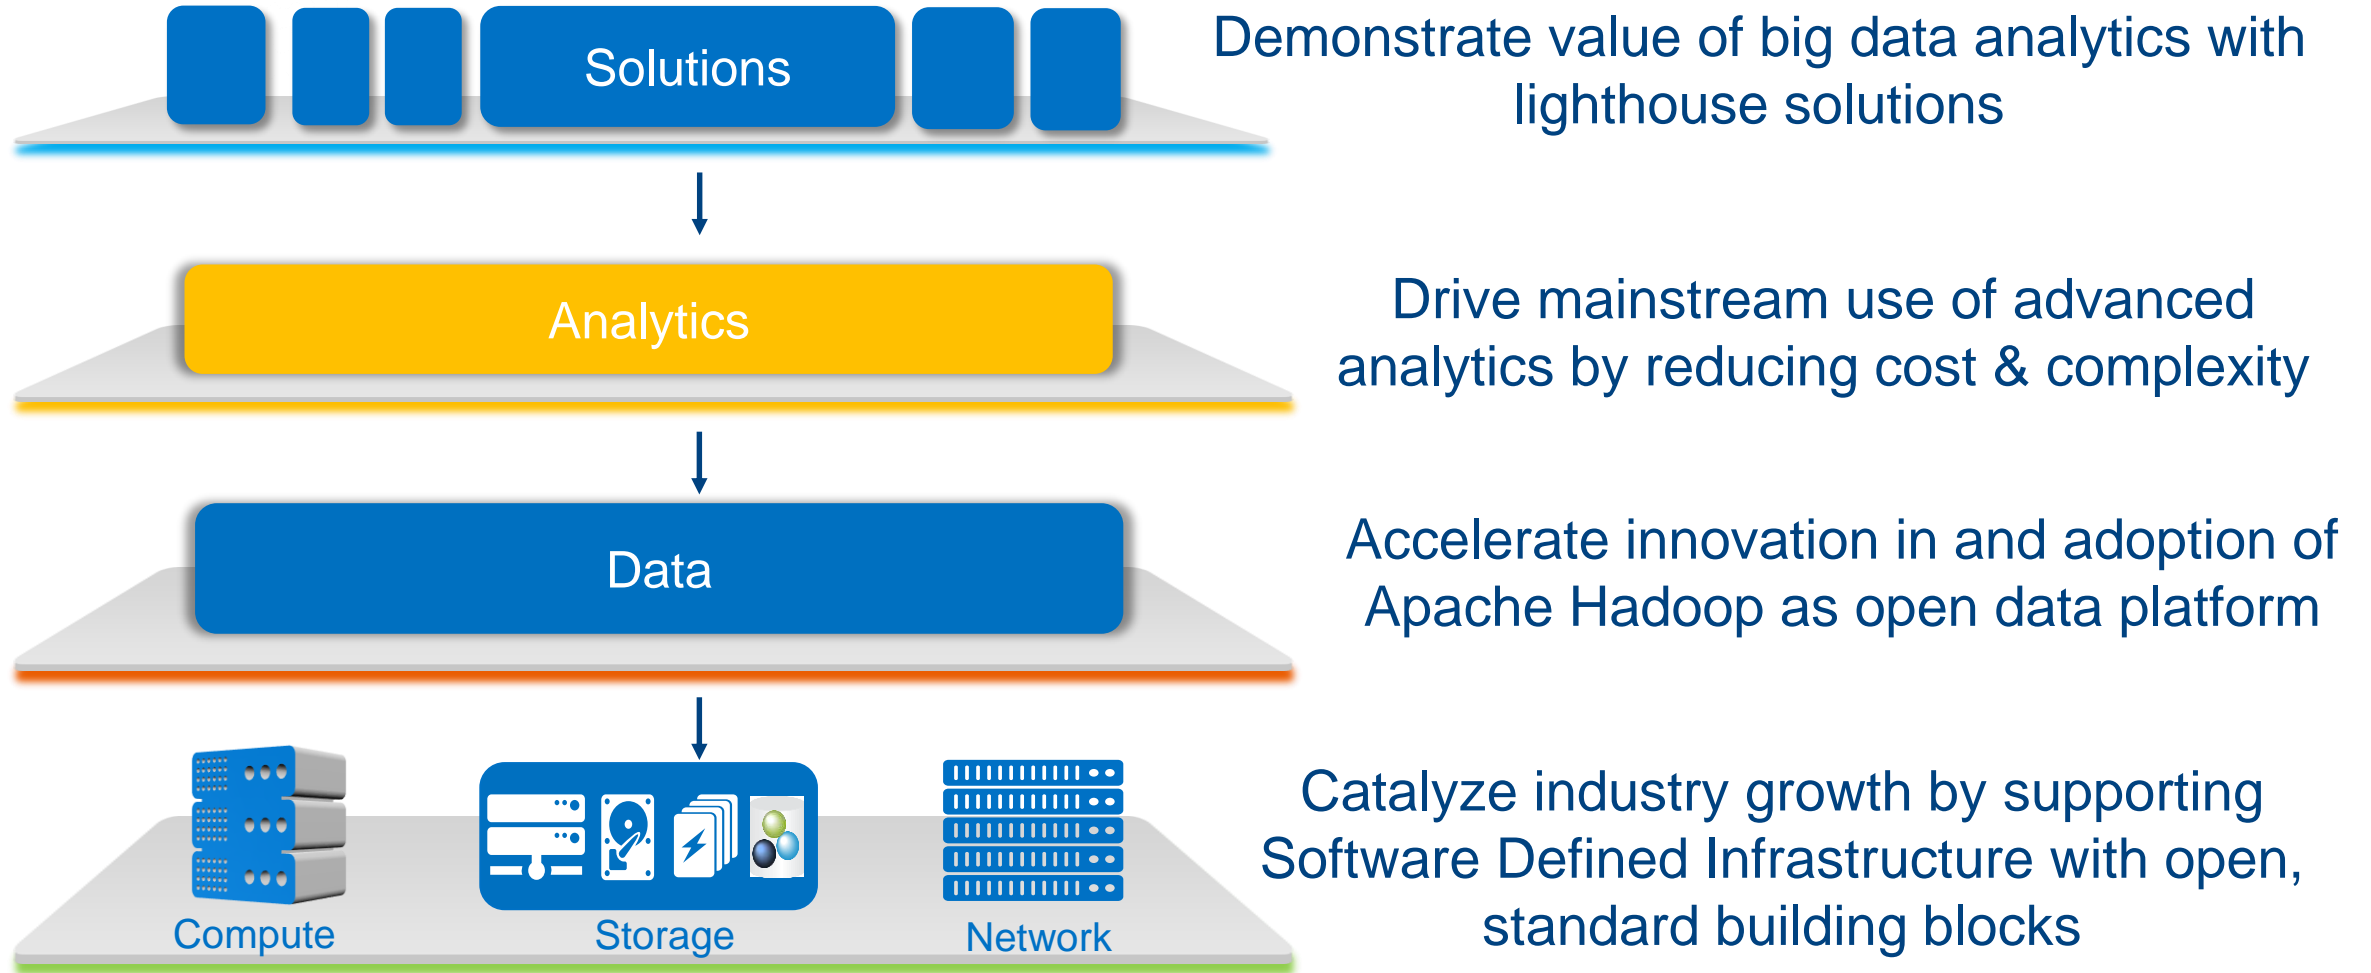 Solutions
Demonstrate value of big data analytics with
lighthouse solutions
Analytics
Drive mainstream use of advanced
analytics by reducing cost & complexity
Data
Accelerate innovation in and adoption of
Apache Hadoop as open data platform
Compute
Storage
Network
Catalyze industry growth by supporting
Software Defined Infrastructure with open,
standard building blocks